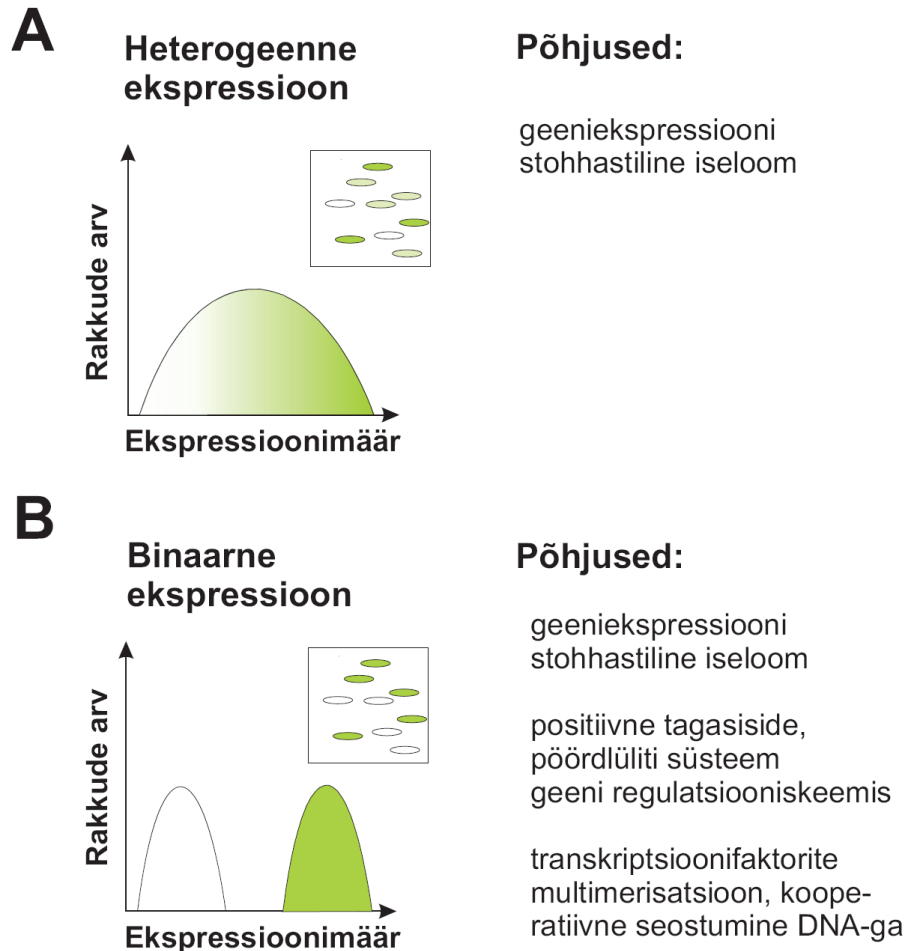 A
Heterogeenne
ekspressioon
Põhjused:
geeniekspressiooni
stohhastiline iseloom
Rakkude arv
Ekspressioonimäär
B
Binaarne
ekspressioon
Põhjused:
geeniekspressiooni
stohhastiline iseloom
positiivne tagasiside,
pöördlüliti süsteem
geeni regulatsiooniskeemis
transkriptsioonifaktorite
multimerisatsioon, koope-
ratiivne seostumine DNA-ga
Rakkude arv
Ekspressioonimäär